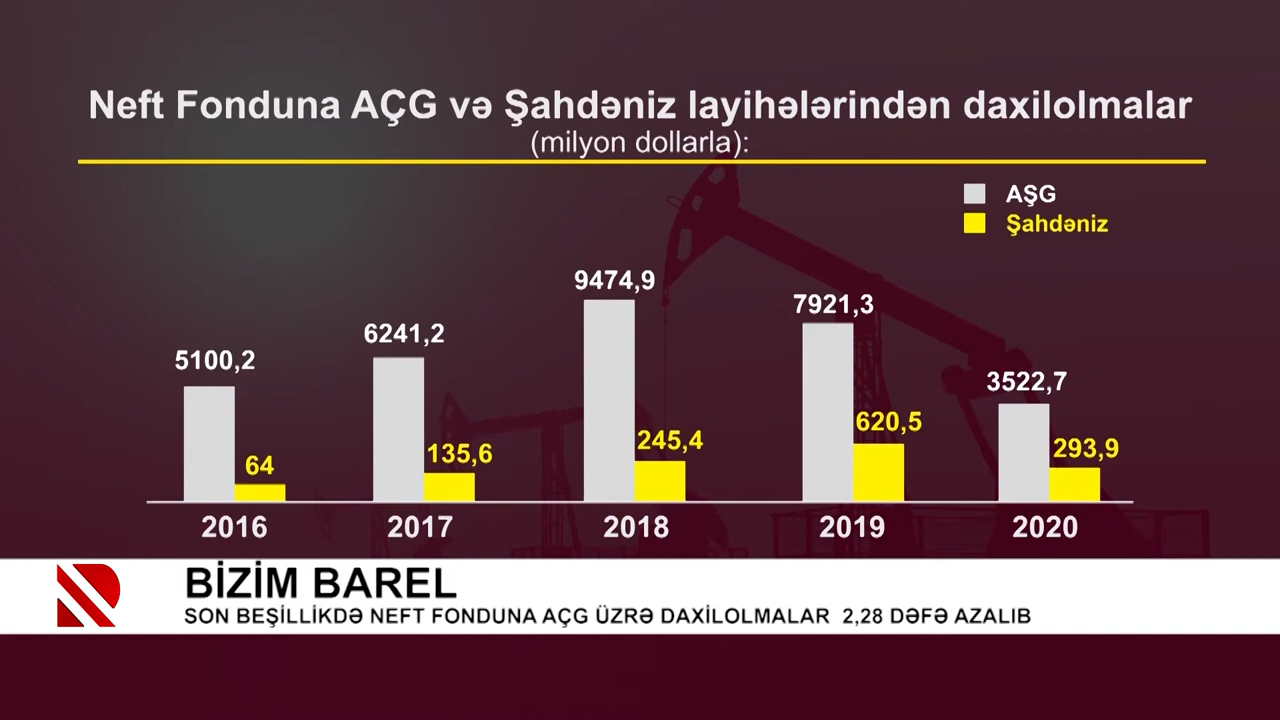 Neft Fonduna AÇG və Şahdəniz layihələrindən daxilolmalar
(milyon dollarla):
AŞG
Şahdəniz
5100,2
64
6241,2
135,6
9474,9
245,4
7921,3
620,5
3522,7
293,9
2016
2017
2018
2019
2020
BİZİM BAREL
SON BEŞİLLİKDƏ NEFT FONDUNA AÇG ÜZRƏ DAXİLOLMALAR 2,28 DƏFƏ AZALIB